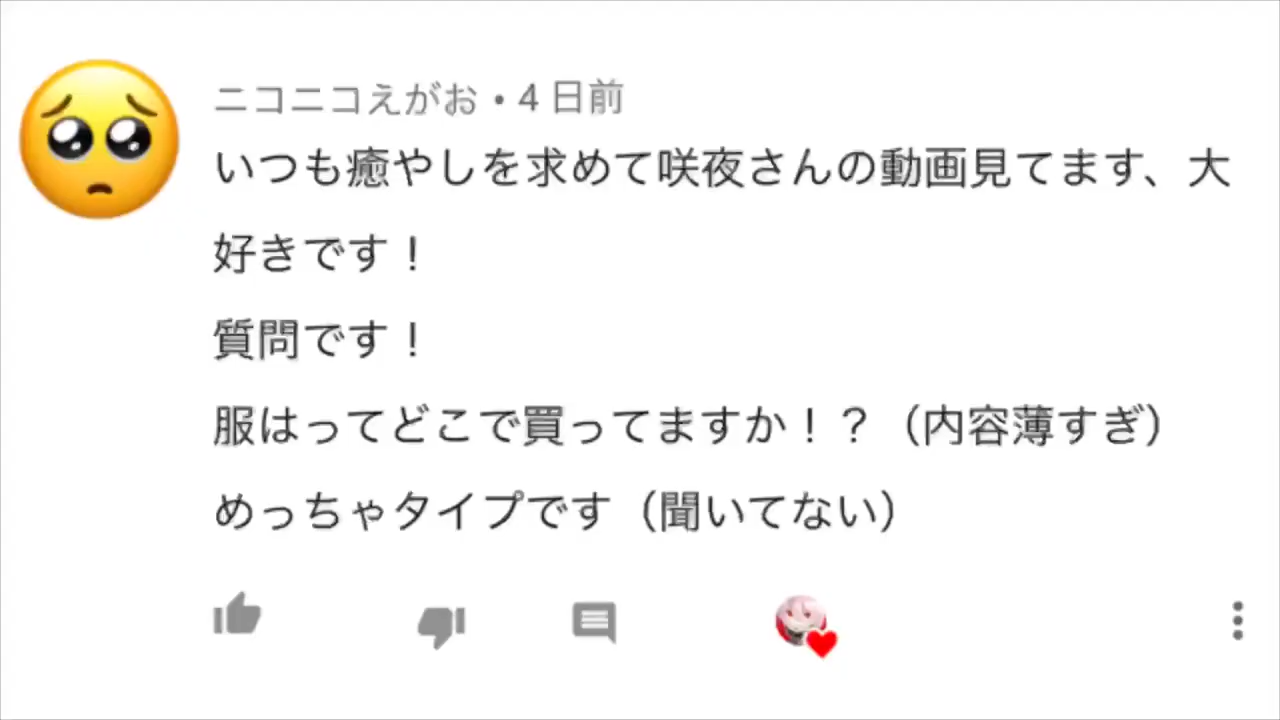 ニコニコえがお・4 日前
いつも癒やしを求めて咲夜さんの動画見てます、大
好きです！
質問です！
服はってどこで買ってますか！？（内容薄すぎ）
めっちゃタイプです（聞いてない）